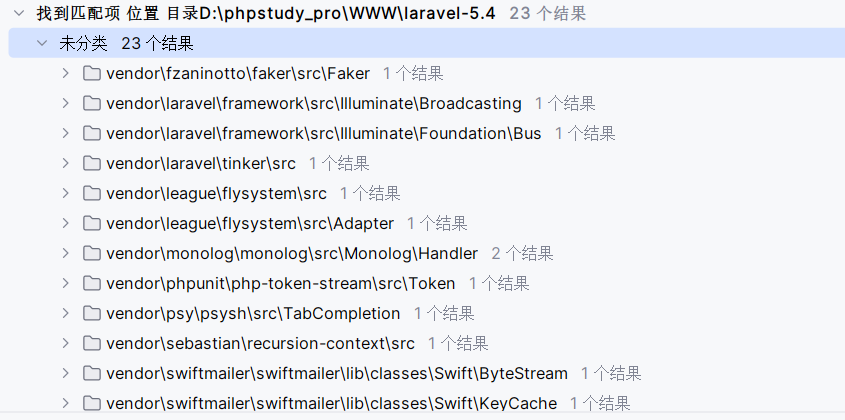 找到匹配项 位置 目录D:\phpstudy_pro\WWW\laravel-5.4 23 个结果
未分类 23 个结果
vendor\fzaninotto\faker\src\Faker 1 个结果
vendor\laravel\framework\src\Illuminate\Broadcasting 1 个结果
vendor\laravel\framework\src\Illuminate\Foundation\Bus 1 个结果
vendor\laravel\tinker\src 1 个结果
vendor\league\flysystem\src 1 个结果
vendor\league\flysystem\src\Adapter 1 个结果
vendor\monolog\monolog\src\Monolog\Handler 2 个结果
vendor\phpunit\php-token-stream\src\Token 1 个结果
vendor\psy\psysh\src\TabCompletion 1 个结果
vendor\sebastian\recursion-context\src 1 个结果
vendor\swiftmailer\swiftmailer\lib\classes\Swift\ByteStream 1 个结果
vendor\swiftmailer\swiftmailer\lib\classes\Swift\KeyCache 1 个结果